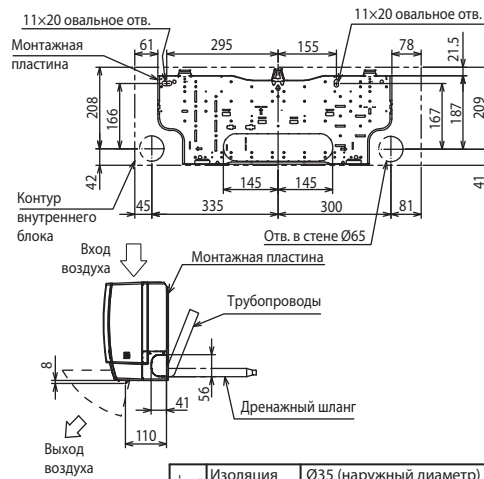 11×20 овальное отв.
11×20 овальное отв.
Монтажная
пластина
61
295
155
78
21.5
208
166
167
187
209
42
41
145
145
45
335
300
81
Контур
внутреннего
блока
Отв. в стене Ø65
Вход
воздуха
Монтажная пластина
Трубопроводы
8
41
56
Дренажный шланг
110
Выход
воздуха
Изоляция
Ø35 (наружный диаметр)